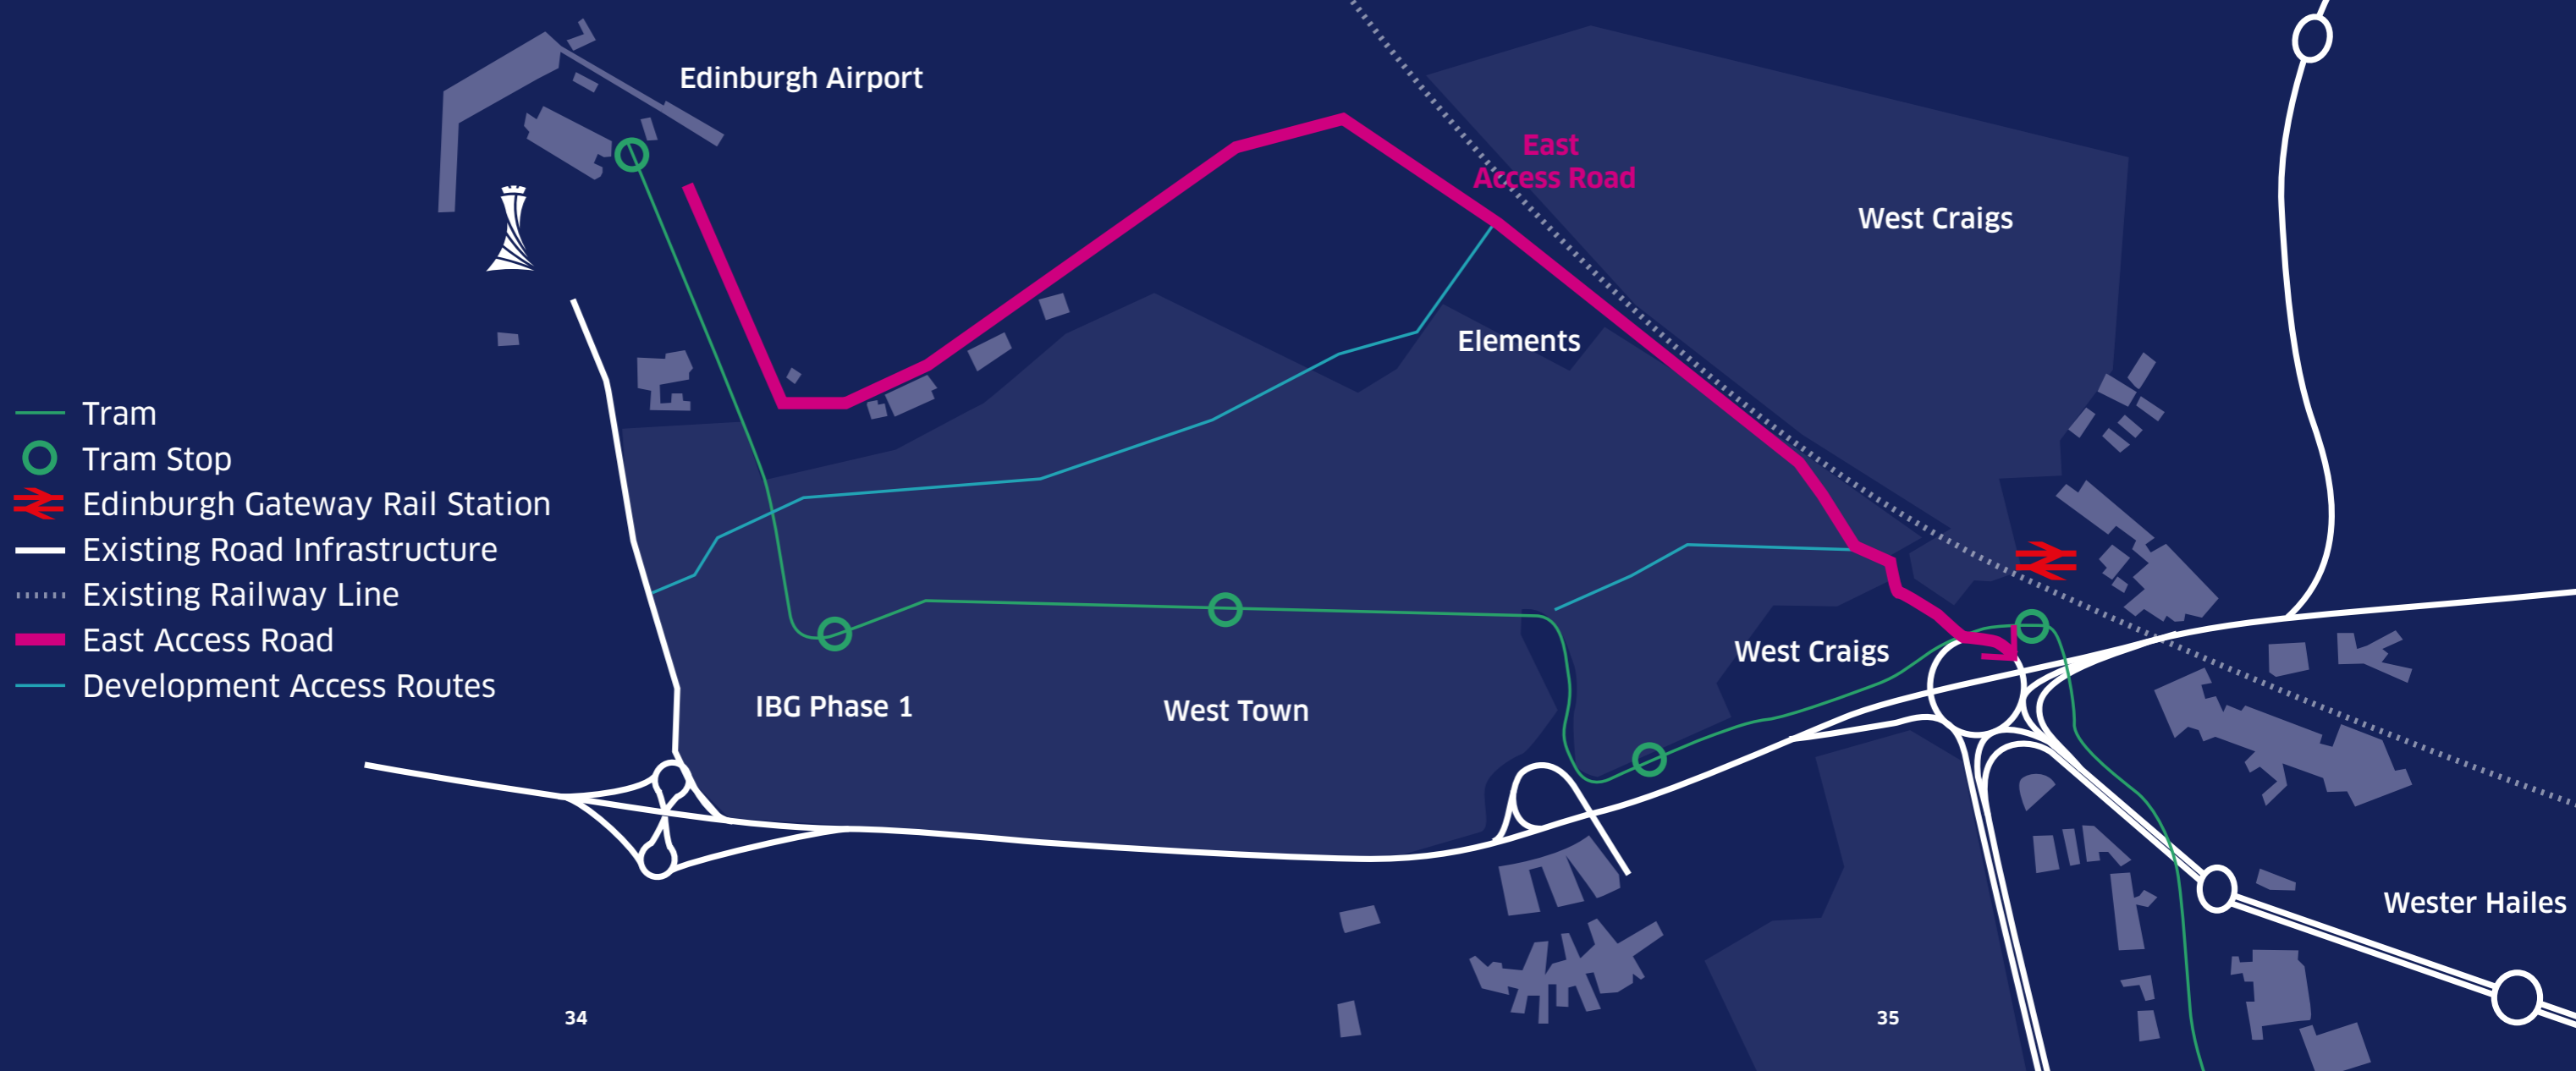 Edinburgh Airport
East
Access Road
West Craigs
Elements
Tram
Tram Stop
Edinburgh Gateway Rail Station
Existing Road Infrastructure
Existing Railway Line
East Access Road
Development Access Routes
West Craigs
IBG Phase 1
West Town
Wester Hailes
34
35